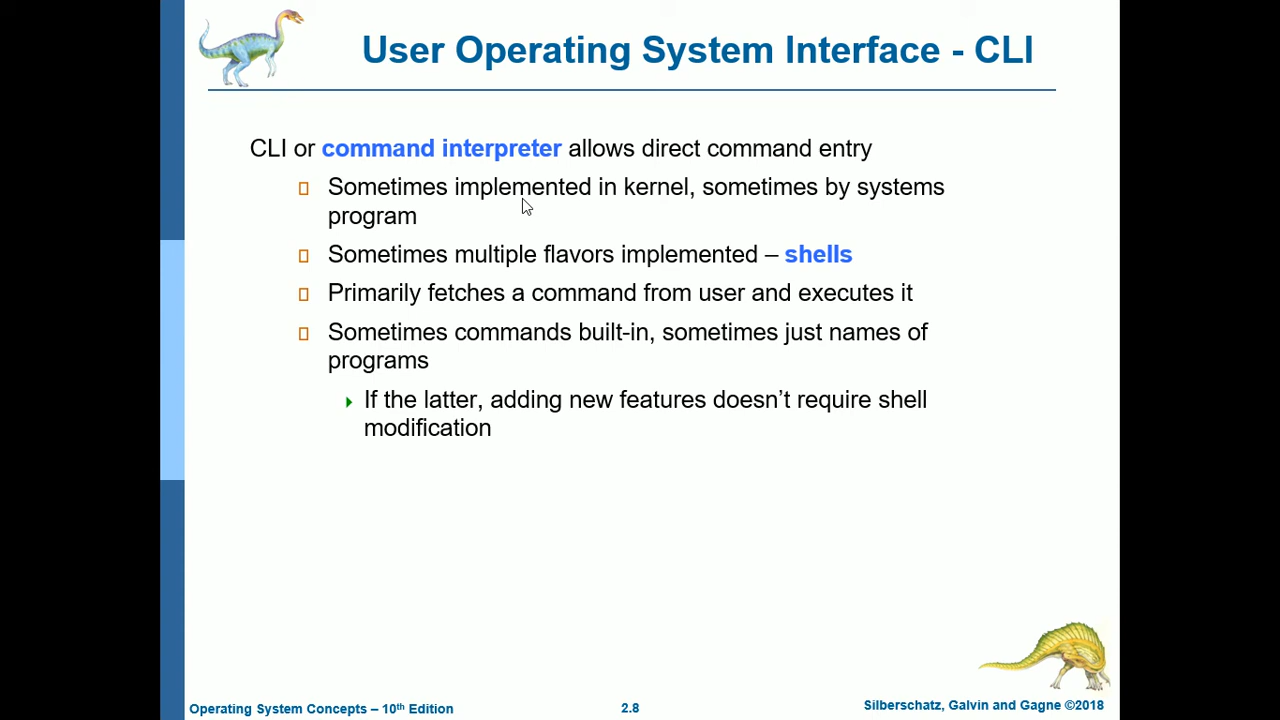 User Operating System Interface - CLI
CLI or command interpreter allows direct command entry
Sometimes implemented in kernel, sometimes by systems
program
Sometimes multiple flavors implemented – shells
Primarily fetches a command from user and executes it
Sometimes commands built-in, sometimes just names of
programs
If the latter, adding new features doesn’t require shell
modification
Operating System Concepts – 10th Edition
2.8
Silberschatz, Galvin and Gagne ©2018